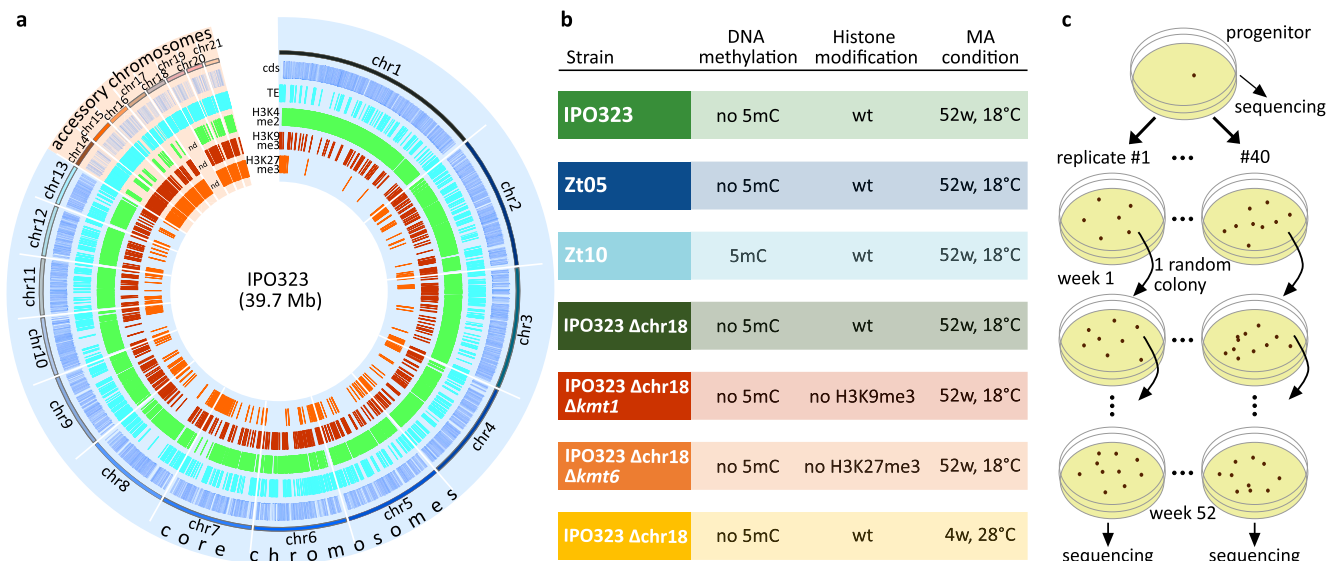 a
accessory chromosomes
chr14
chr15
chr16
chr17
chr18
chr19
chr20
chr21
cds
TE
H3K4
me2
H3K9
me3
H3K27
me3
nd
nd
nd
chr1
chr2
chr3
chr4
chr5
chr6
chr7
chr8
chr9
chr10
chr11
chr12
chr13
core chromosomes
IPO323
(39.7 Mb)
b
Strain DNA methylation Histone modification MA condition
IPO323 no 5mC wt 52w, 18°C
Zt05 no 5mC wt 52w, 18°C
Zt10 5mC wt 52w, 18°C
IPO323 Δchr18 no 5mC wt 52w, 18°C
IPO323 Δchr18 Δkmt1 no 5mC no H3K9me3 52w, 18°C
IPO323 Δchr18 Δkmt6 no 5mC no H3K27me3 52w, 18°C
IPO323 Δchr18 no 5mC wt 4w, 28°C
c
progenitor
sequencing
replicate #1 ••• #40
•••
week 1
1 random
colony
•••
•••
week 52
sequencing sequencing